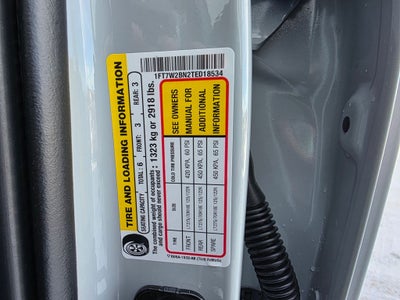 1FT7W2BN2TED18534
TIRE AND LOADING INFORMATION
SEATING CAPACITY TOTAL 6 FRONT: 3 REAR: 3
The combined weight of occupants
and cargo should never exceed : 1323 kg or 2918 lbs.
TIRE SIZE COLD TIRE PRESSURE
FRONT 420 KPA, 60 PSI
REAR 450 KPA, 65 PSI
SPARE 450 KPA, 65 PSI
SEE OWNERS
MANUAL FOR
ADDITIONAL
INFORMATION